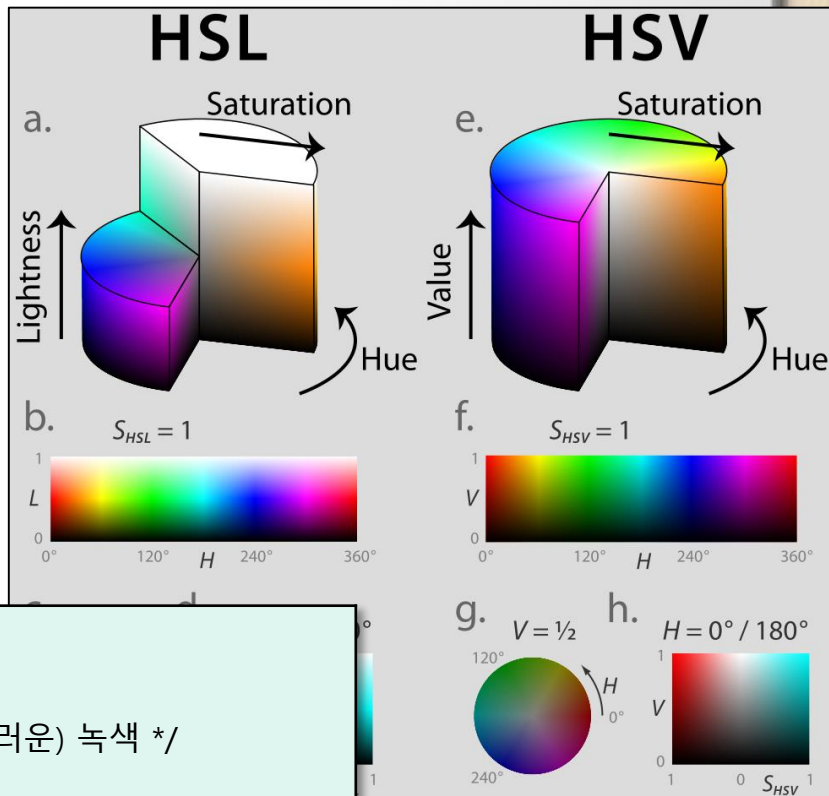 HSL
HSV
a.
Saturation
Lightness
Hue
e.
Saturation
Value
Hue
b.
S_HSL = 1
1
L
0
0° 120° H 240° 360°
f.
S_HSV = 1
1
V
0
0° 120° H 240° 360°
g.
V = ½
120°
H
0°
240°
h.
H = 0° / 180°
1
V
0
1 0 S_HSV 1
0°
1
러운) 녹색 */